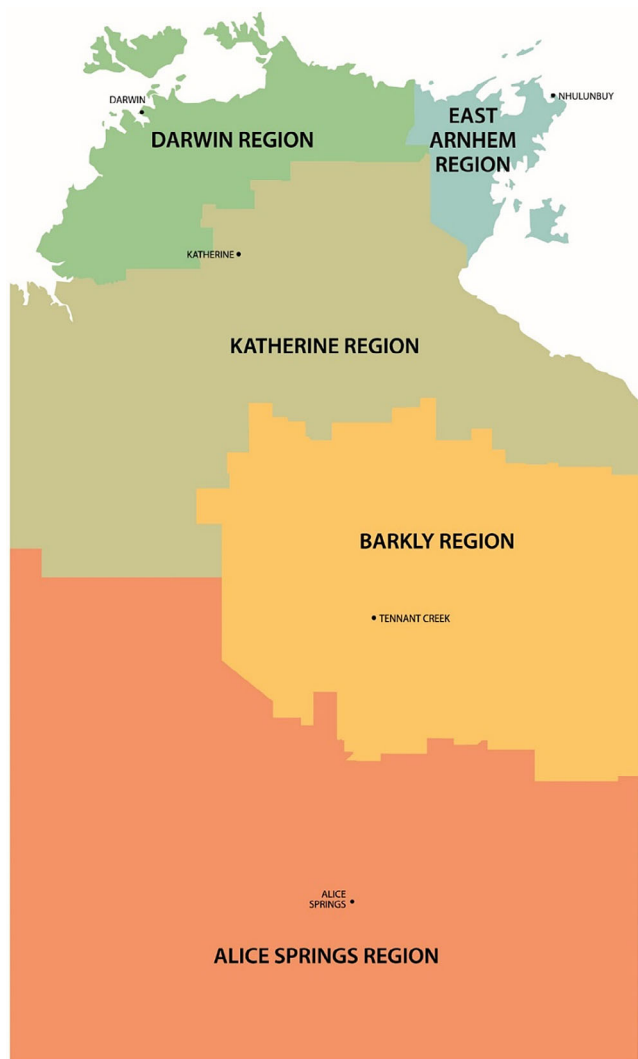 DARWIN
NHULUNBUY
DARWIN REGION
EAST
ARNHEM
REGION
KATHERINE
KATHERINE REGION
BARKLY REGION
TENNANT CREEK
ALICE
SPRINGS
ALICE SPRINGS REGION